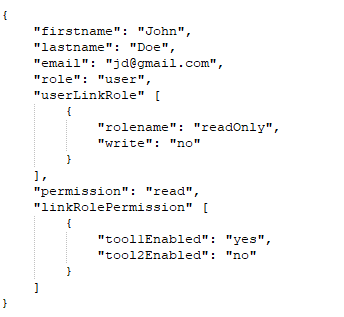 {
    "firstname": "John",
    "lastname": "Doe",
    "email": "jd@gmail.com",
    "role": "user",
    "userLinkRole" [
        {
            "rolename": "readOnly",
            "write": "no"
        }
    ],
    "permission": "read",
    "linkRolePermission" [
        {
            "tool1Enabled": "yes",
            "tool2Enabled": "no"
        }
    ]
}